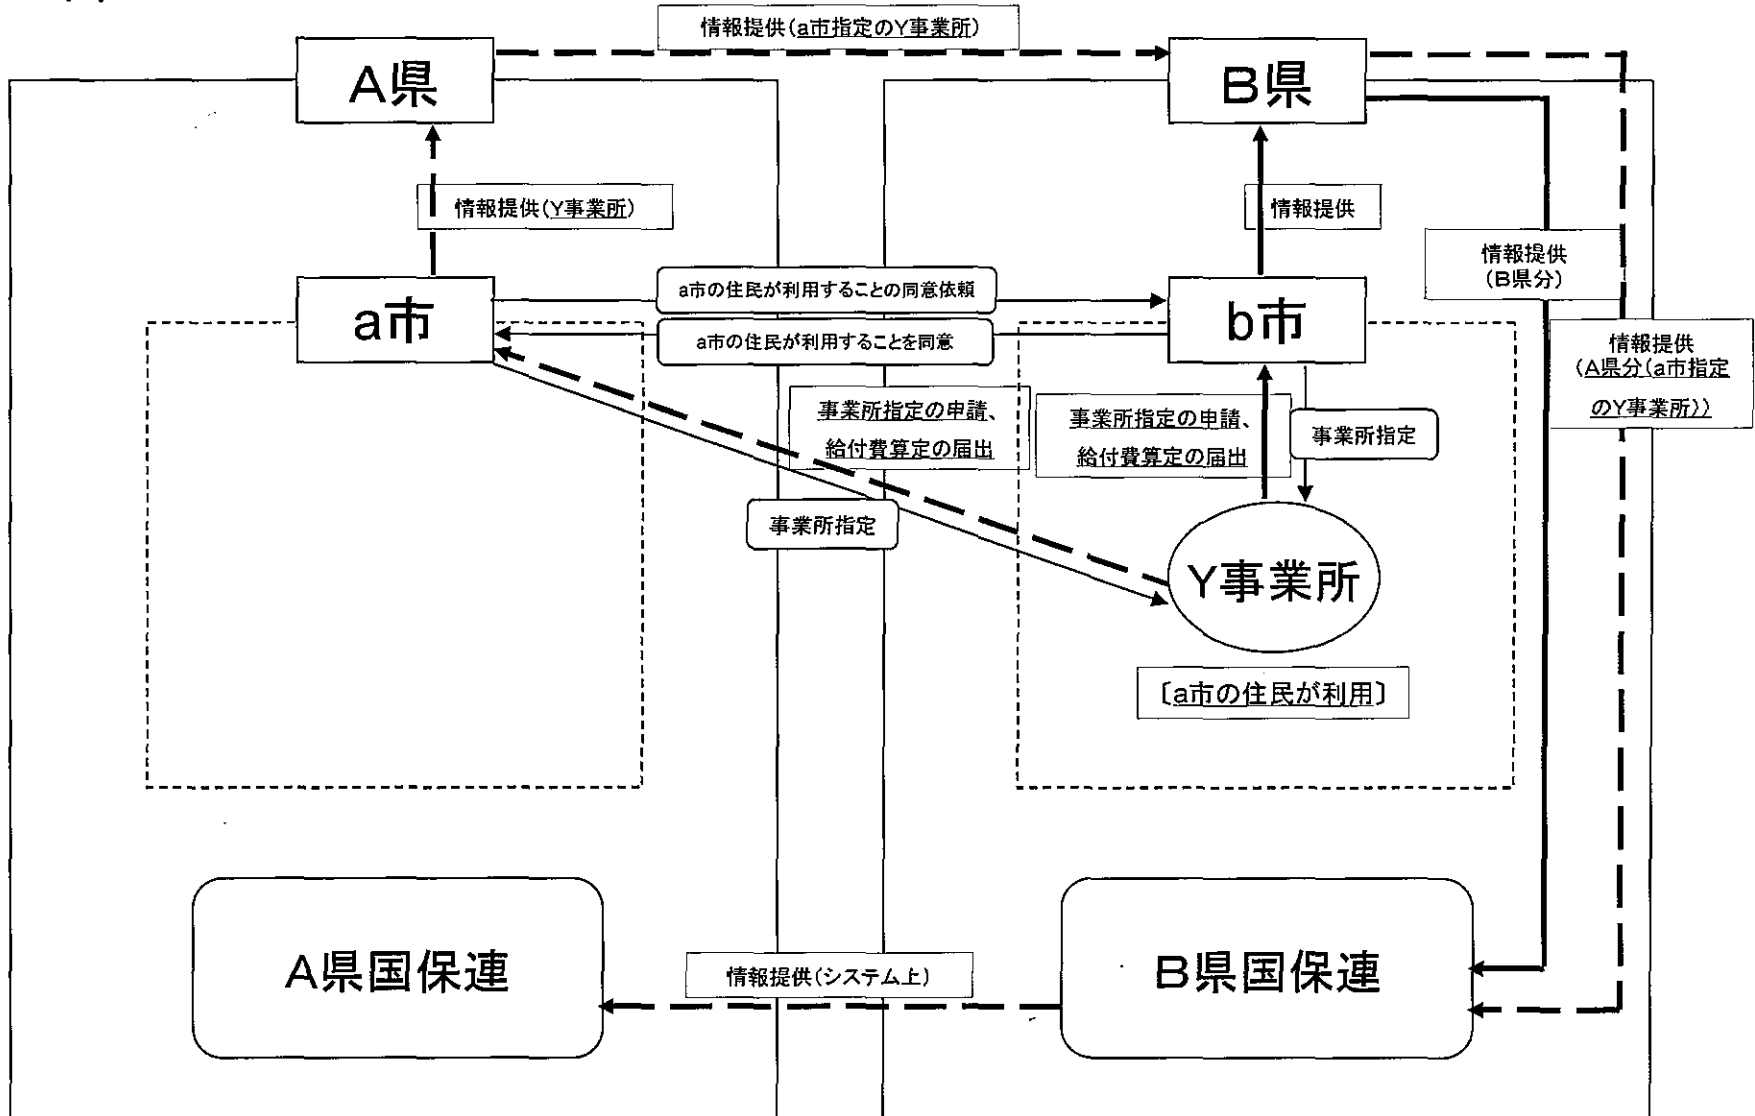 情報提供(a市指定のY事業所)
A県
B県
情報提供(Y事業所)
情報提供
情報提供
(B県分)
a市
a市の住民が利用することの同意依頼
a市の住民が利用することを同意
b市
情報提供
(A県分(a市指定
のY事業所))
事業所指定の申請、
給付費算定の届出
事業所指定の申請、
給付費算定の届出
事業所指定
事業所指定
Y事業所
〔a市の住民が利用〕
A県国保連
情報提供(システム上)
B県国保連